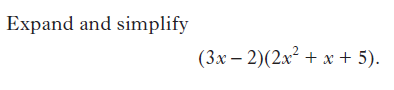 Expand and simplify
(3x – 2)(2x² + x + 5).